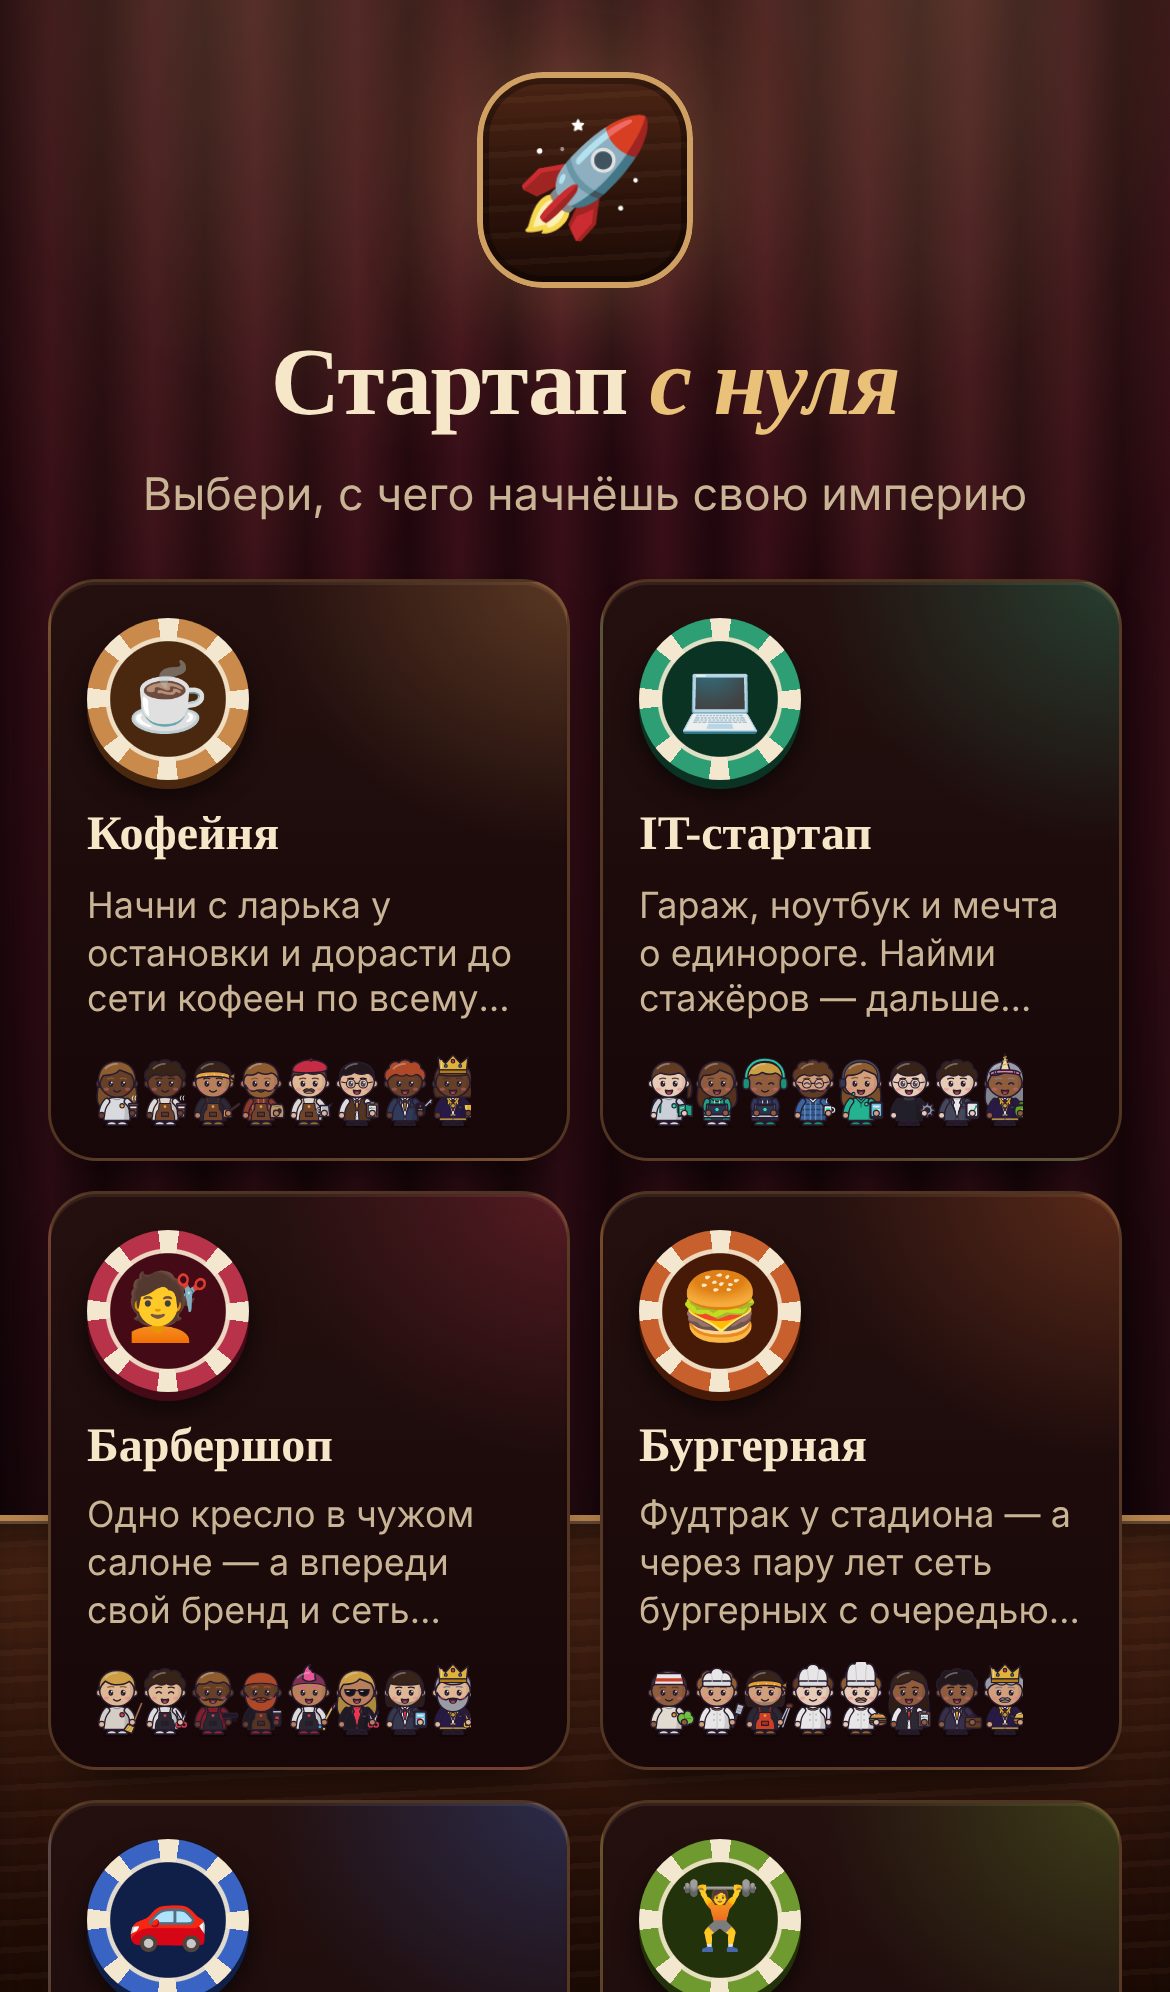 Стартап с нуля
Выбери, с чего начнёшь свою империю
Кофейня
Начни с ларька у
остановки и дорасти до
сети кофеен по всему...
IT-стартап
Гараж, ноутбук и мечта
о единороге. Найми
стажёров — дальше...
Барбершоп
Одно кресло в чужом
салоне — а впереди
свой бренд и сеть...
Бургерная
Фудтрак у стадиона — а
через пару лет сеть
бургерных с очередью...